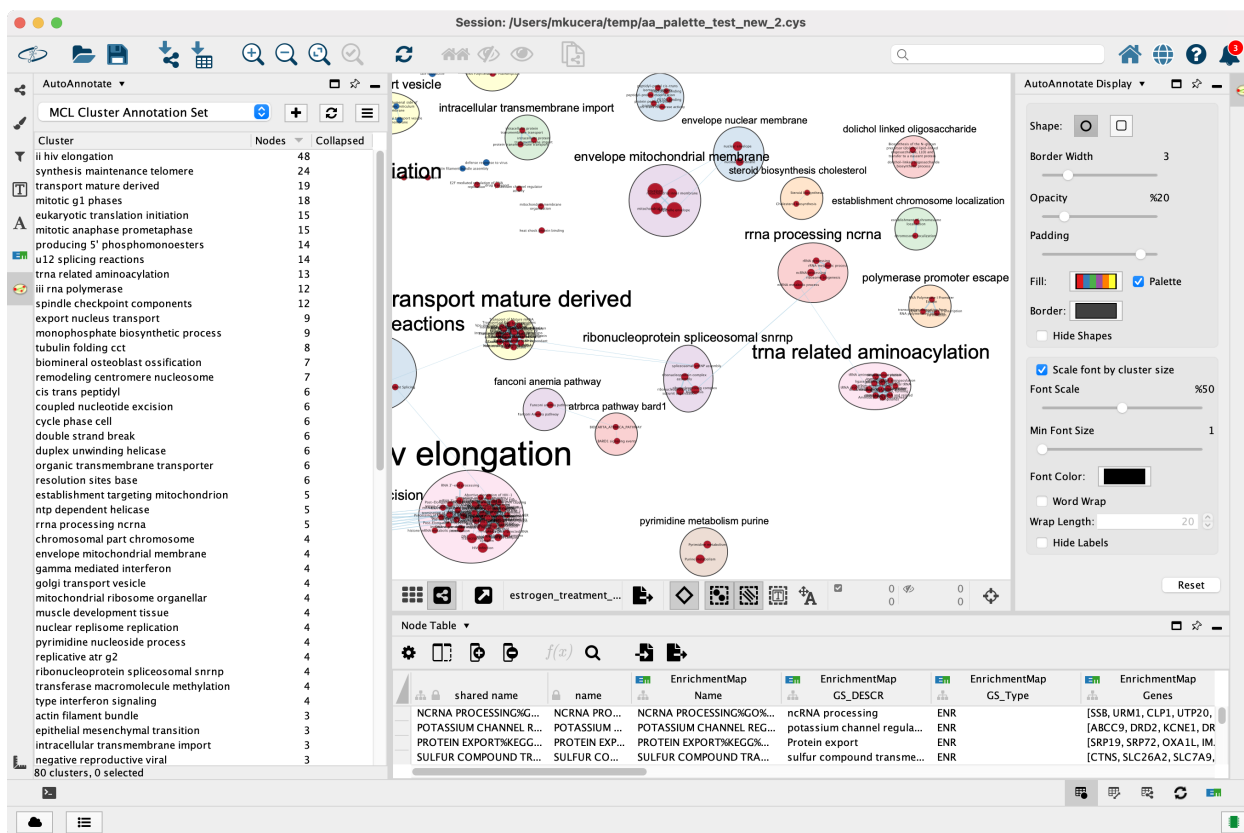 Session: /Users/mkucera/temp/aa_palette_test_new_2.cys
3
AutoAnnotate ▼
MCL Cluster Annotation Set
Cluster Nodes Collapsed
ii hiv elongation 48
synthesis maintenance telomere 24
transport mature derived 19
mitotic g1 phases 18
eukaryotic translation initiation 15
mitotic anaphase prometaphase 15
producing 5' phosphomonoesters 14
u12 splicing reactions 14
trna related aminoacylation 13
iii rna polymerase 12
spindle checkpoint components 12
export nucleus transport 9
monophosphate biosynthetic process 9
tubulin folding cct 8
biomineral osteoblast ossification 7
remodeling centromere nucleosome 7
cis trans peptidyl 6
coupled nucleotide excision 6
cycle phase cell 6
double strand break 6
duplex unwinding helicase 6
organic transmembrane transporter 6
resolution sites base 6
establishment targeting mitochondrion 5
ntp dependent helicase 5
rrna processing ncrna 5
chromosomal part chromosome 4
envelope mitochondrial membrane 4
gamma mediated interferon 4
golgi transport vesicle 4
mitochondrial ribosome organellar 4
muscle development tissue 4
nuclear replisome replication 4
pyrimidine nucleoside process 4
replicative atr g2 4
ribonucleoprotein spliceosomal snrnp 4
transferase macromolecule methylation 4
type interferon signaling 4
actin filament bundle 3
epithelial mesenchymal transition 3
intracellular transmembrane import 3
negative reproductive viral 3
80 clusters, 0 selected
rt vesicle
intracellular transmembrane import
envelope nuclear membrane
dolichol linked oligosaccharide
iation
envelope mitochondrial membrane
steroid biosynthesis cholesterol
establishment chromosome localization
rrna processing ncrna
polymerase promoter escape
ransport mature derived
eactions
ribonucleoprotein spliceosomal snrnp
trna related aminoacylation
fanconi anemia pathway
atrbrca pathway bard1
v elongation
ision
pyrimidine metabolism purine
estrogen_treatment_...
0 0
0 0
AutoAnnotate Display ▼
Shape:
Border Width 3
Opacity %20
Padding
Fill: Palette
Border:
Hide Shapes
Scale font by cluster size
Font Scale %50
Min Font Size 1
Font Color:
Word Wrap
Wrap Length: 20
Hide Labels
Reset
Node Table ▼
f(x)
shared name name EnrichmentMap Name EnrichmentMap GS_DESCR EnrichmentMap GS_Type EnrichmentMap Genes
NCRNA PROCESSING%G... NCRNA PRO... NCRNA PROCESSING%GO%... ncRNA processing ENR [SSB, URM1, CLP1, UTP20,
POTASSIUM CHANNEL R... POTASSIUM ... POTASSIUM CHANNEL REG... potassium channel regula... ENR [ABCC9, DRD2, KCNE1, DR
PROTEIN EXPORT%KEGG... PROTEIN EXP... PROTEIN EXPORT%KEGG%... Protein export ENR [SRP19, SRP72, OXA1L, IM.
SULFUR COMPOUND TR... SULFUR CO... SULFUR COMPOUND TRA... sulfur compound transme... ENR [CTNS, SLC26A2, SLC7A9,